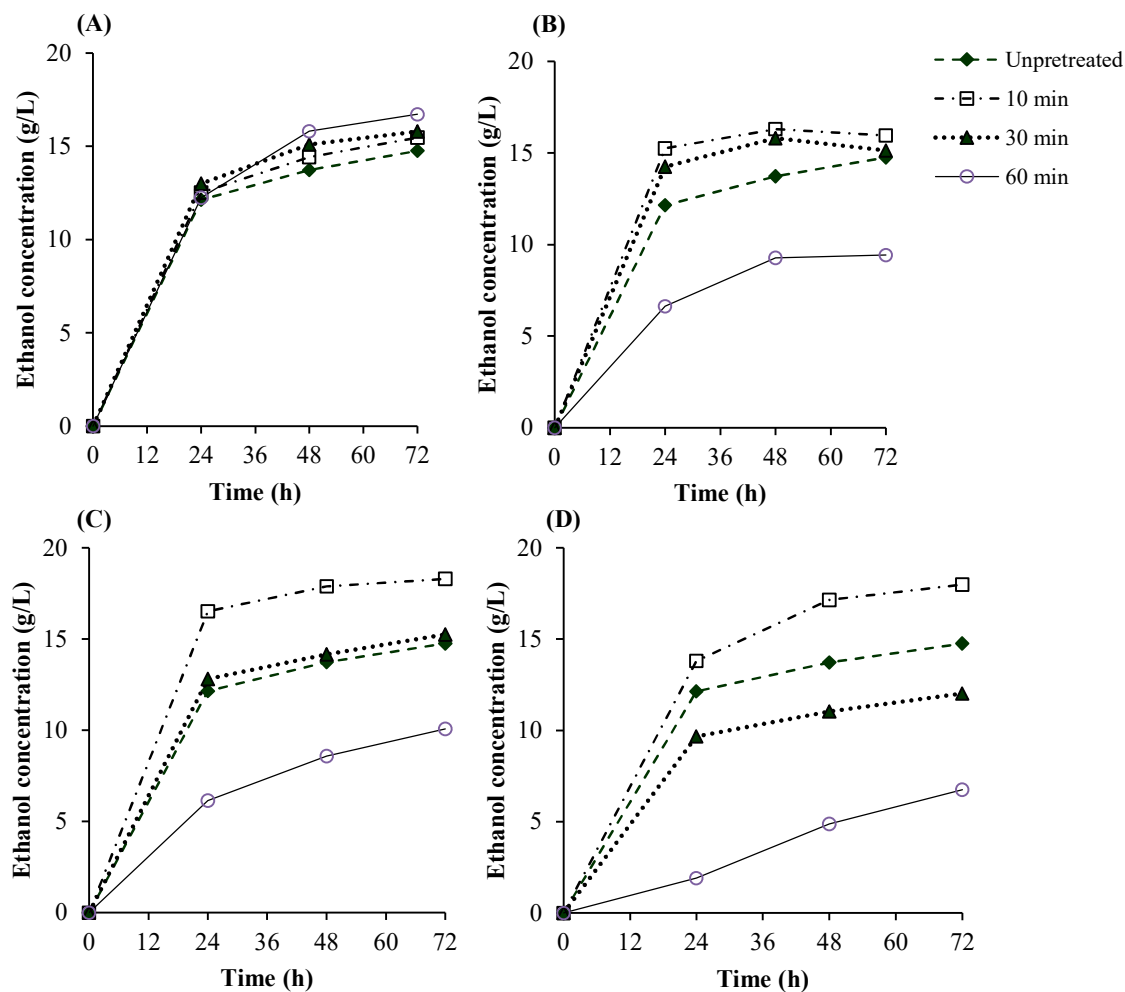 (A)
20
15
10
5
0
Ethanol concentration (g/L)
0 12 24 36 48 60 72
Time (h)
(B)
20
15
10
5
0
Ethanol concentration (g/L)
0 12 24 36 48 60 72
Time (h)
Unpretreated
10 min
30 min
60 min
(C)
20
15
10
5
0
Ethanol concentration (g/L)
0 12 24 36 48 60 72
Time (h)
(D)
20
15
10
5
0
Ethanol concentration (g/L)
0 12 24 36 48 60 72
Time (h)